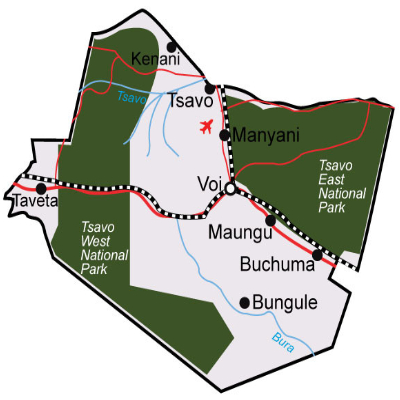 Kenani
Tsavo
Tsavo
Manyani
Tsavo
East
National
Park
Voi
Taveta
Tsavo
West
National
Park
Maungu
Buchuma
Bungule
Bura